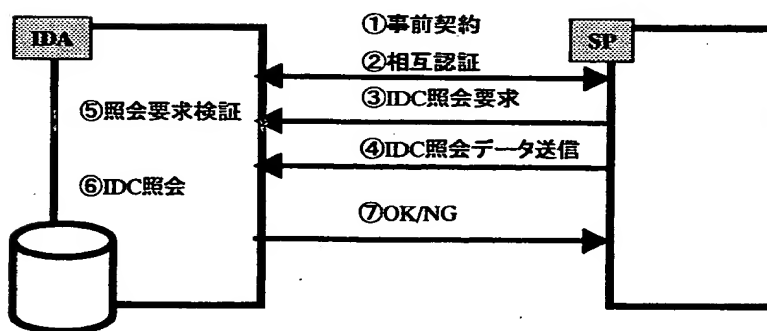 IDA
SP
①事前契約
②相互認証
③IDC照会要求
④IDC照会データ送信
⑤照会要求検証
⑥IDC照会
⑦OK/NG